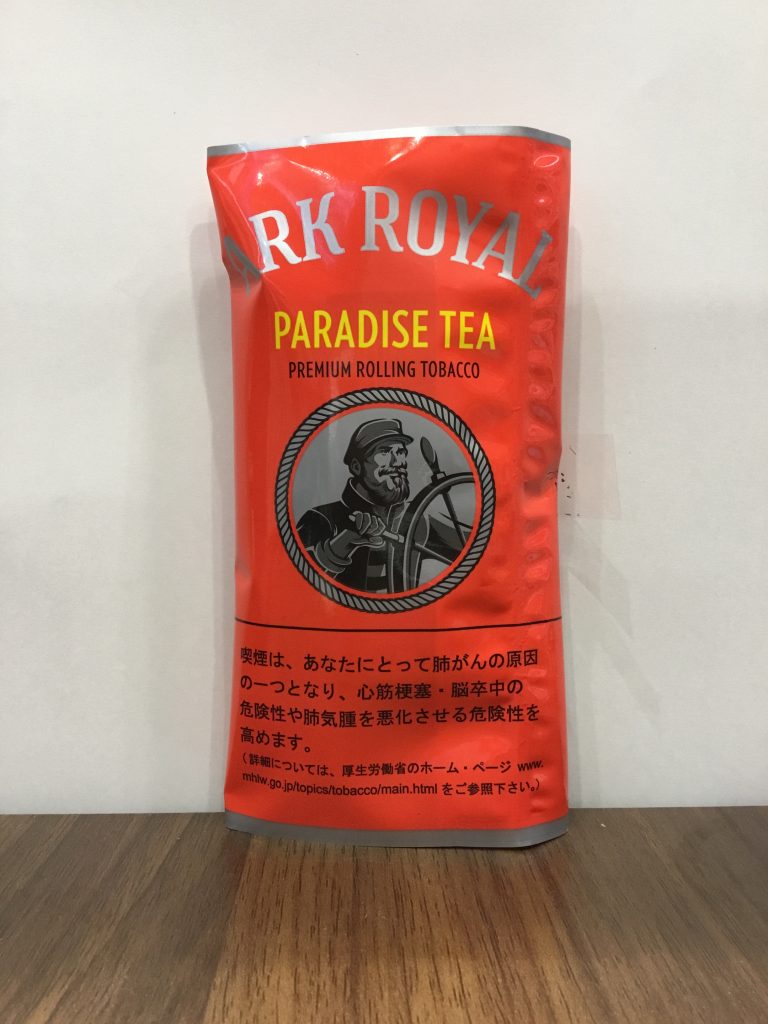 ARK ROYAL
PARADISE TEA
PREMIUM ROLLING TOBACCO
喫煙は、あなたにとって肺がんの原因
の一つとなり、心筋梗塞・脳卒中の
危険性や肺気腫を悪化させる危険性を
高めます。
(詳細については、厚生労働省のホーム・ページ www.
mhlw.go.jp/topics/tobacco/main.html をご参照下さい。)